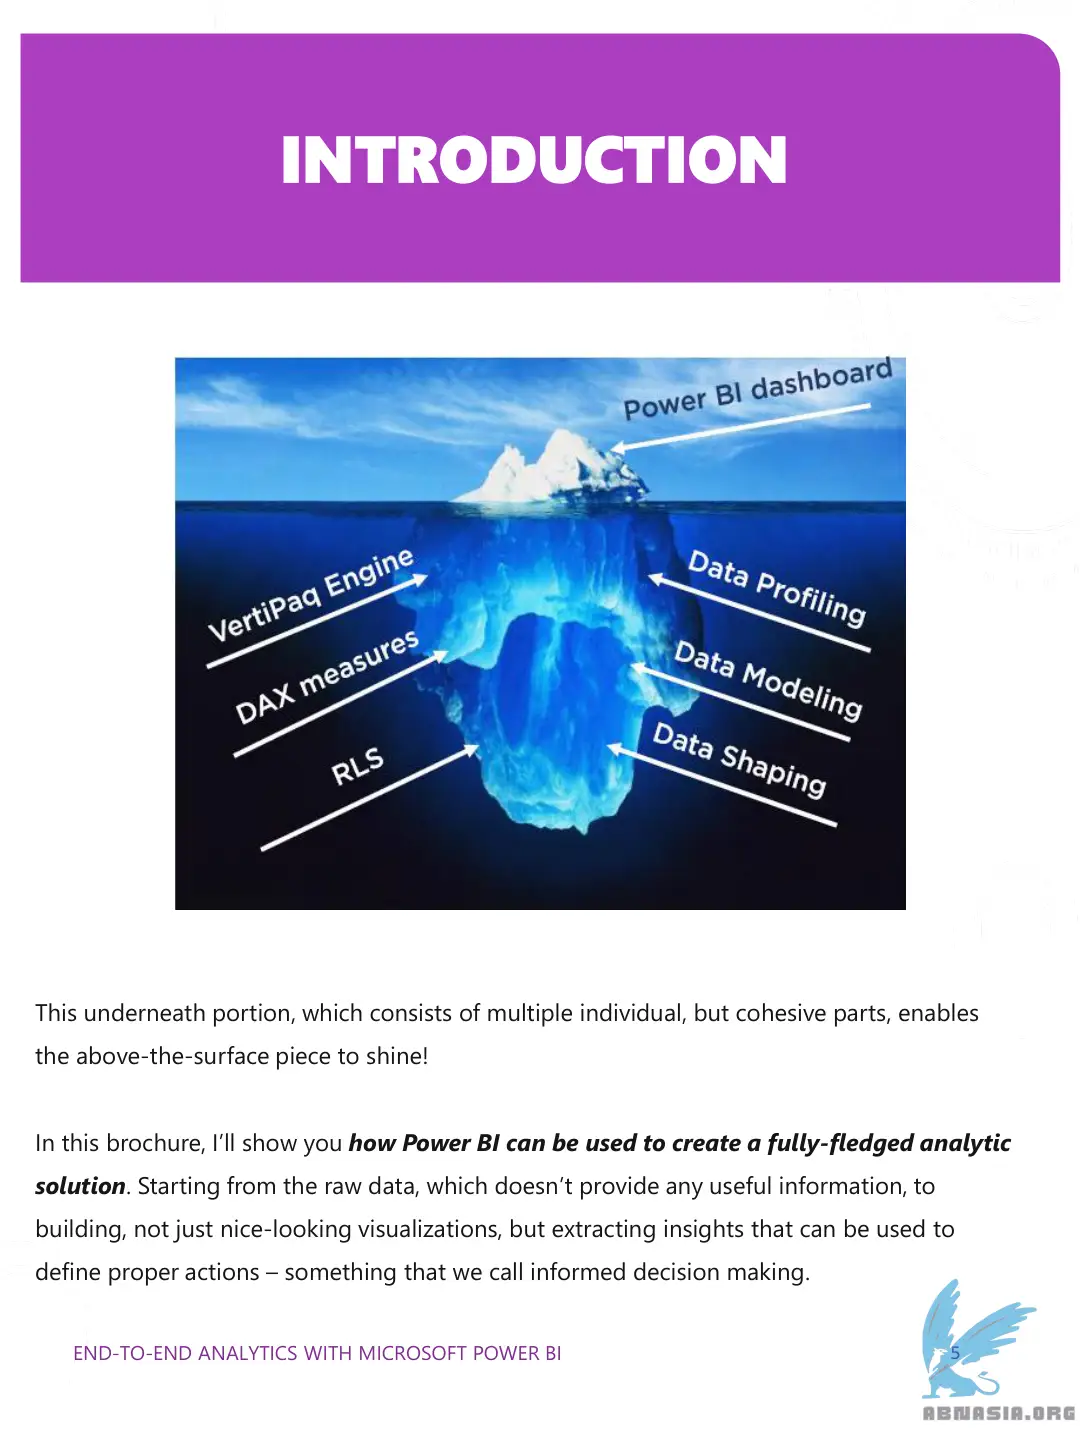 INTRODUCTION
Power BI dashboard
VertiPaq Engine
Data Profiling
DAX measures
Data Modeling
RLS
Data Shaping
This underneath portion, which consists of multiple individual, but cohesive parts, enables
the above-the-surface piece to shine!
In this brochure, I’ll show you how Power BI can be used to create a fully-fledged analytic
solution. Starting from the raw data, which doesn’t provide any useful information, to
building, not just nice-looking visualizations, but extracting insights that can be used to
define proper actions – something that we call informed decision making.
END-TO-END ANALYTICS WITH MICROSOFT POWER BI
5
ABNASIA.ORG